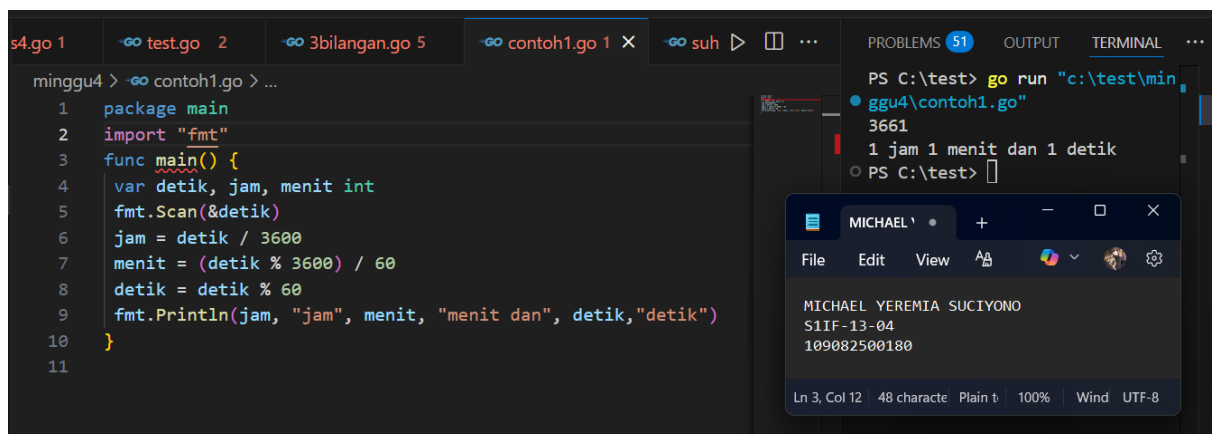 s4.go 1 test.go 2 3bilangan.go 5 contoh1.go 1 suh
minggu4 > contoh1.go > ...
1 package main
2 import "fmt"
3 func main() {
4 var detik, jam, menit int
5 fmt.Scan(&detik)
6 jam = detik / 3600
7 menit = (detik % 3600) / 60
8 detik = detik % 60
9 fmt.Println(jam, "jam", menit, "menit dan", detik,"detik")
10 }
11
PROBLEMS 51 OUTPUT TERMINAL ...
PS C:\test> go run "c:\test\min
ggu4\contoh1.go"
3661
1 jam 1 menit dan 1 detik
PS C:\test>
MICHAEL Y
File Edit View
MICHAEL YEREMIA SUCIYONO
S1IF-13-04
109082500180
Ln 3, Col 12 48 characte Plain t 100% Wind UTF-8